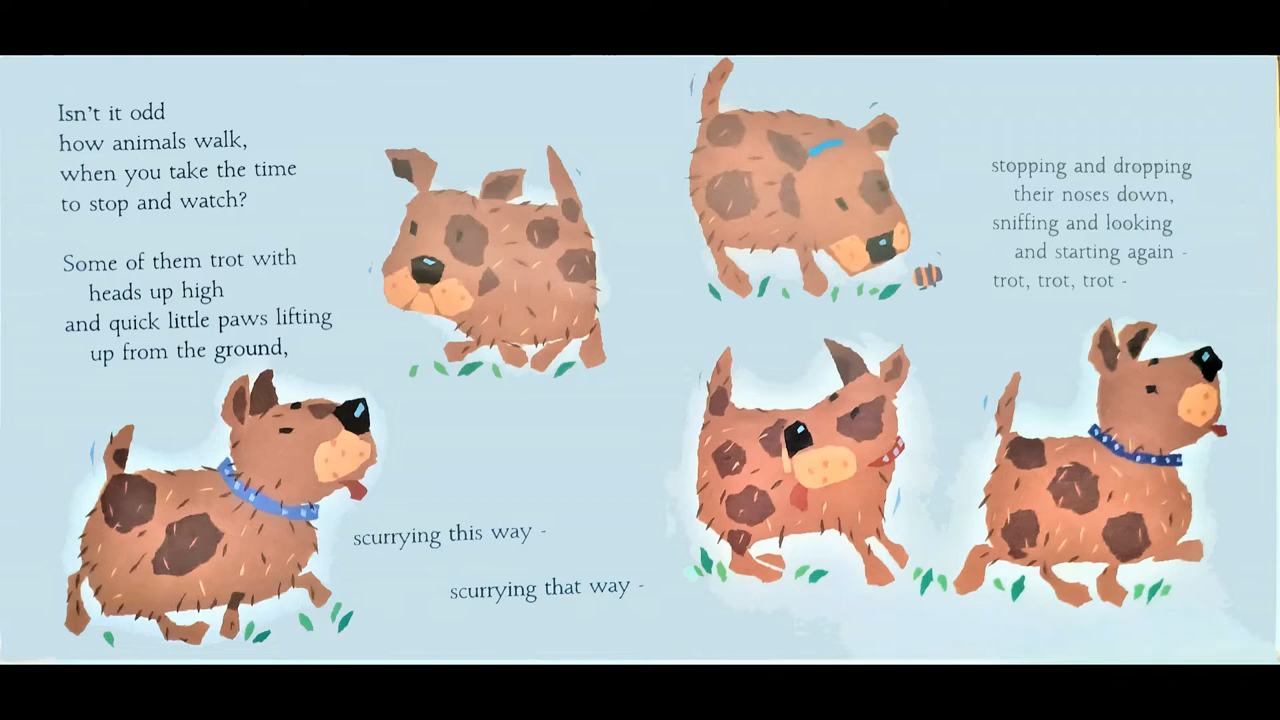 Isn't it odd
how animals walk,
when you take the time
to stop and watch?
Some of them trot with
heads up high
and quick little paws lifting
up from the ground,
scurrying this way -
scurrying that way -
stopping and dropping
their noses down,
sniffing and looking
and starting again -
trot, trot, trot -